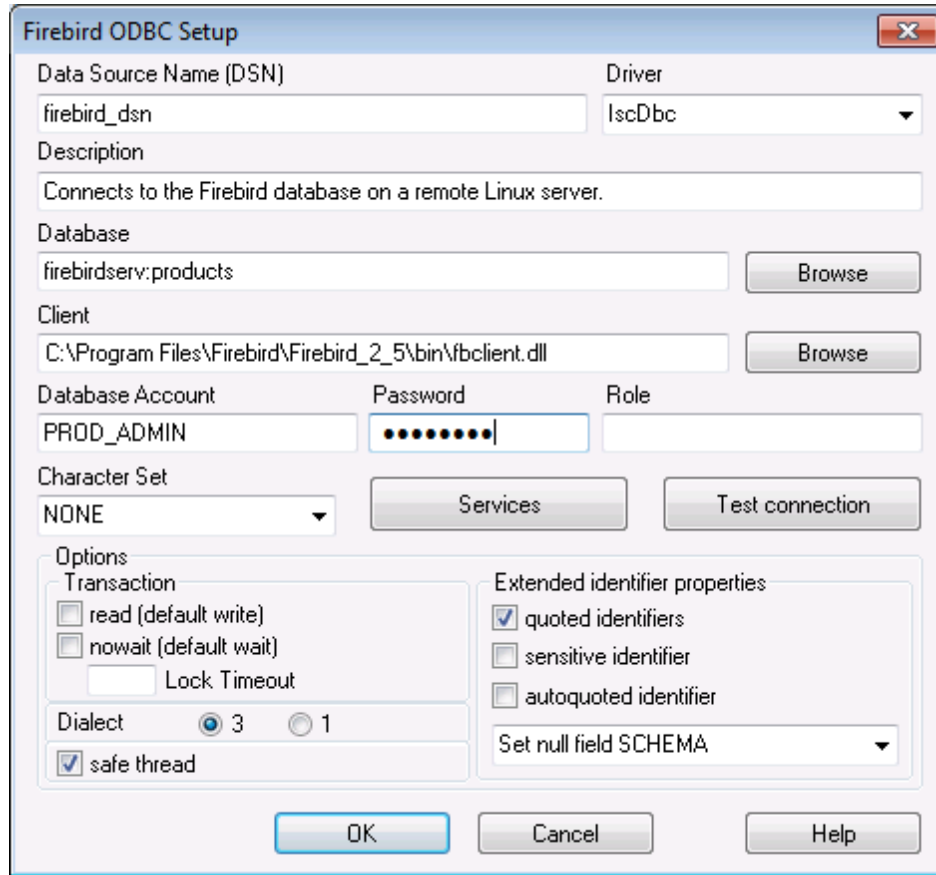 Firebird ODBC Setup
Data Source Name (DSN) Driver
firebird_dsn IscDbc
Description
Connects to the Firebird database on a remote Linux server.
Database
firebirdserv:products Browse
Client
C:\Program Files\Firebird\Firebird_2_5\bin\fbclient.dll Browse
Database Account Password Role
PROD_ADMIN ●●●●●●●●
Character Set
NONE Services Test connection
Options
Transaction Extended identifier properties
read (default write) quoted identifiers
nowait (default wait) sensitive identifier
Lock Timeout autoquoted identifier
Dialect 3 1 Set null field SCHEMA
safe thread
OK Cancel Help